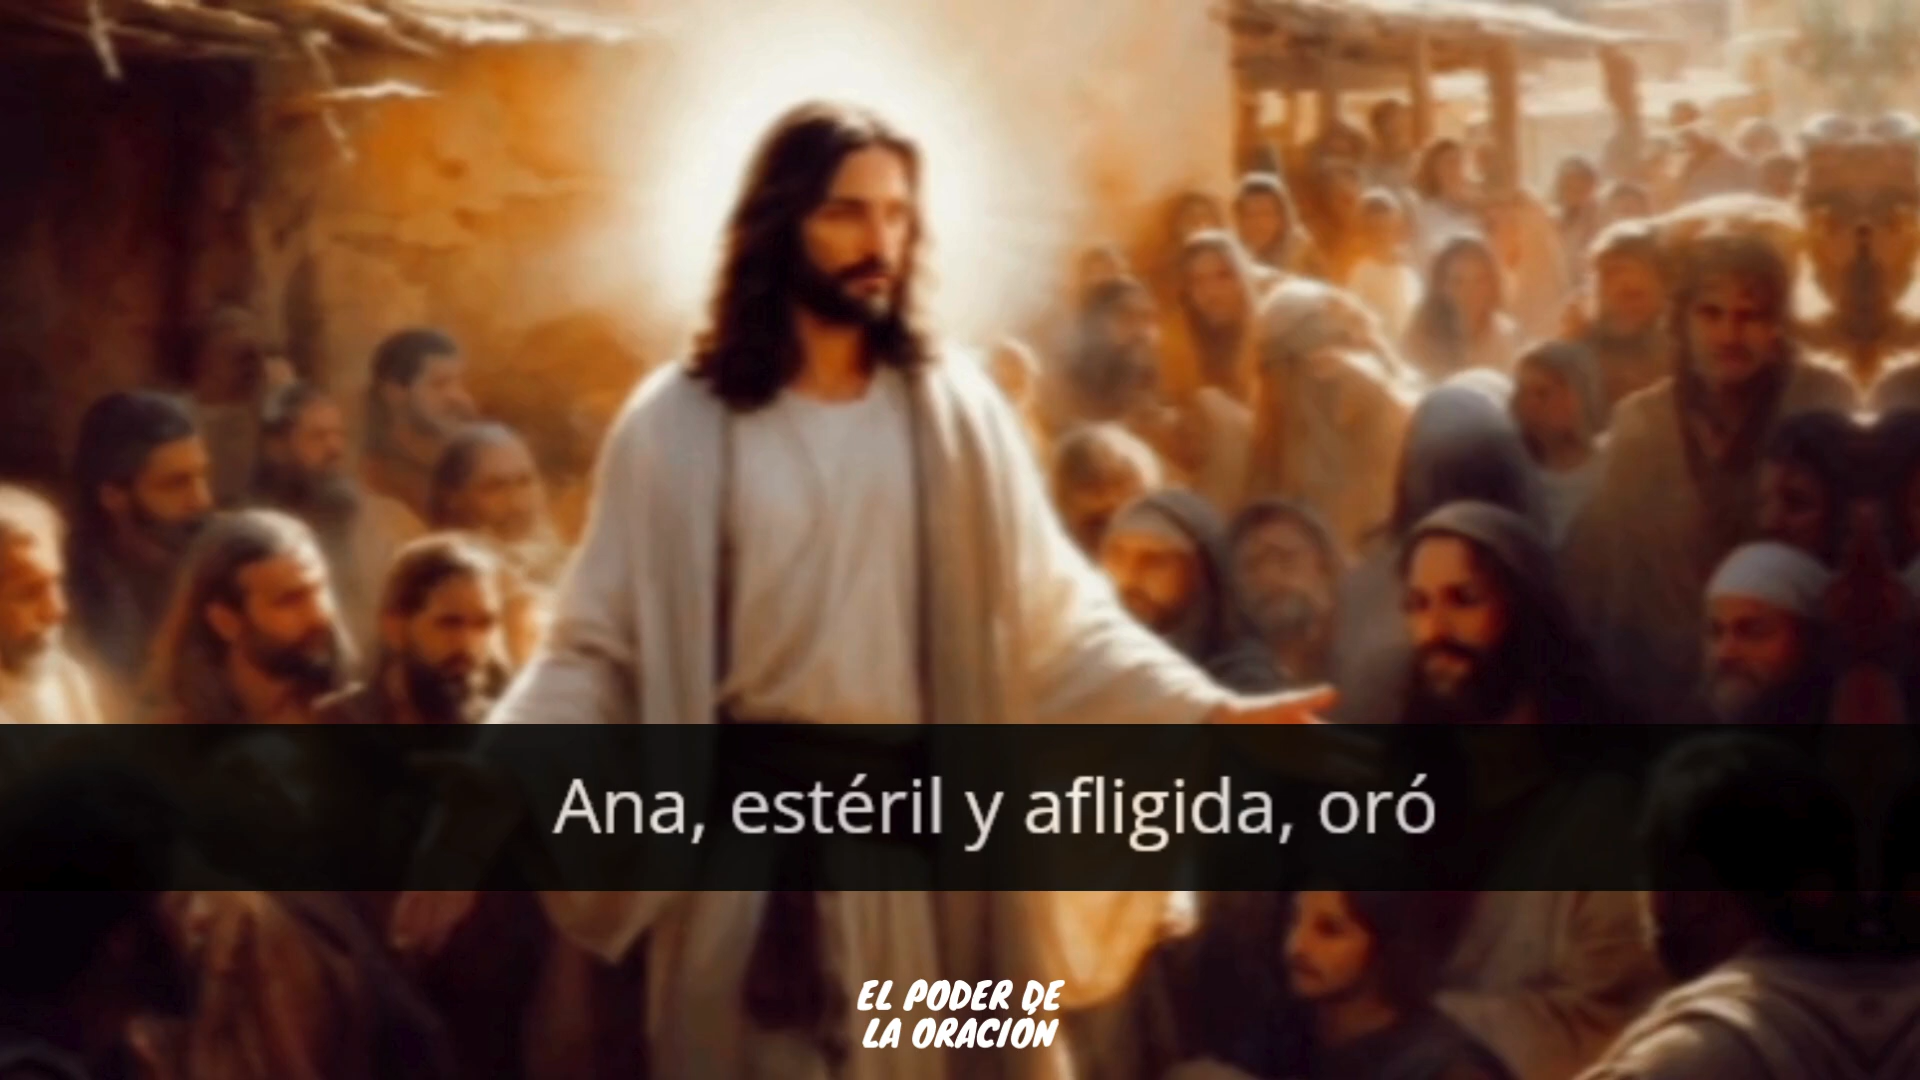 Ana, estéril y afligida, oró
EL PODER DE
LA ORACIÓN